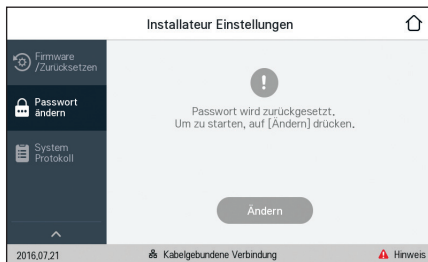 Installateur Einstellungen
Firmware
/Zurücksetzen
Passwort
ändern
System
Protokoll
Passwort wird zurückgesetzt.
Um zu starten, auf [Ändern] drücken.
Ändern
2016.07.21
Kabelgebundene Verbindung
Hinweis